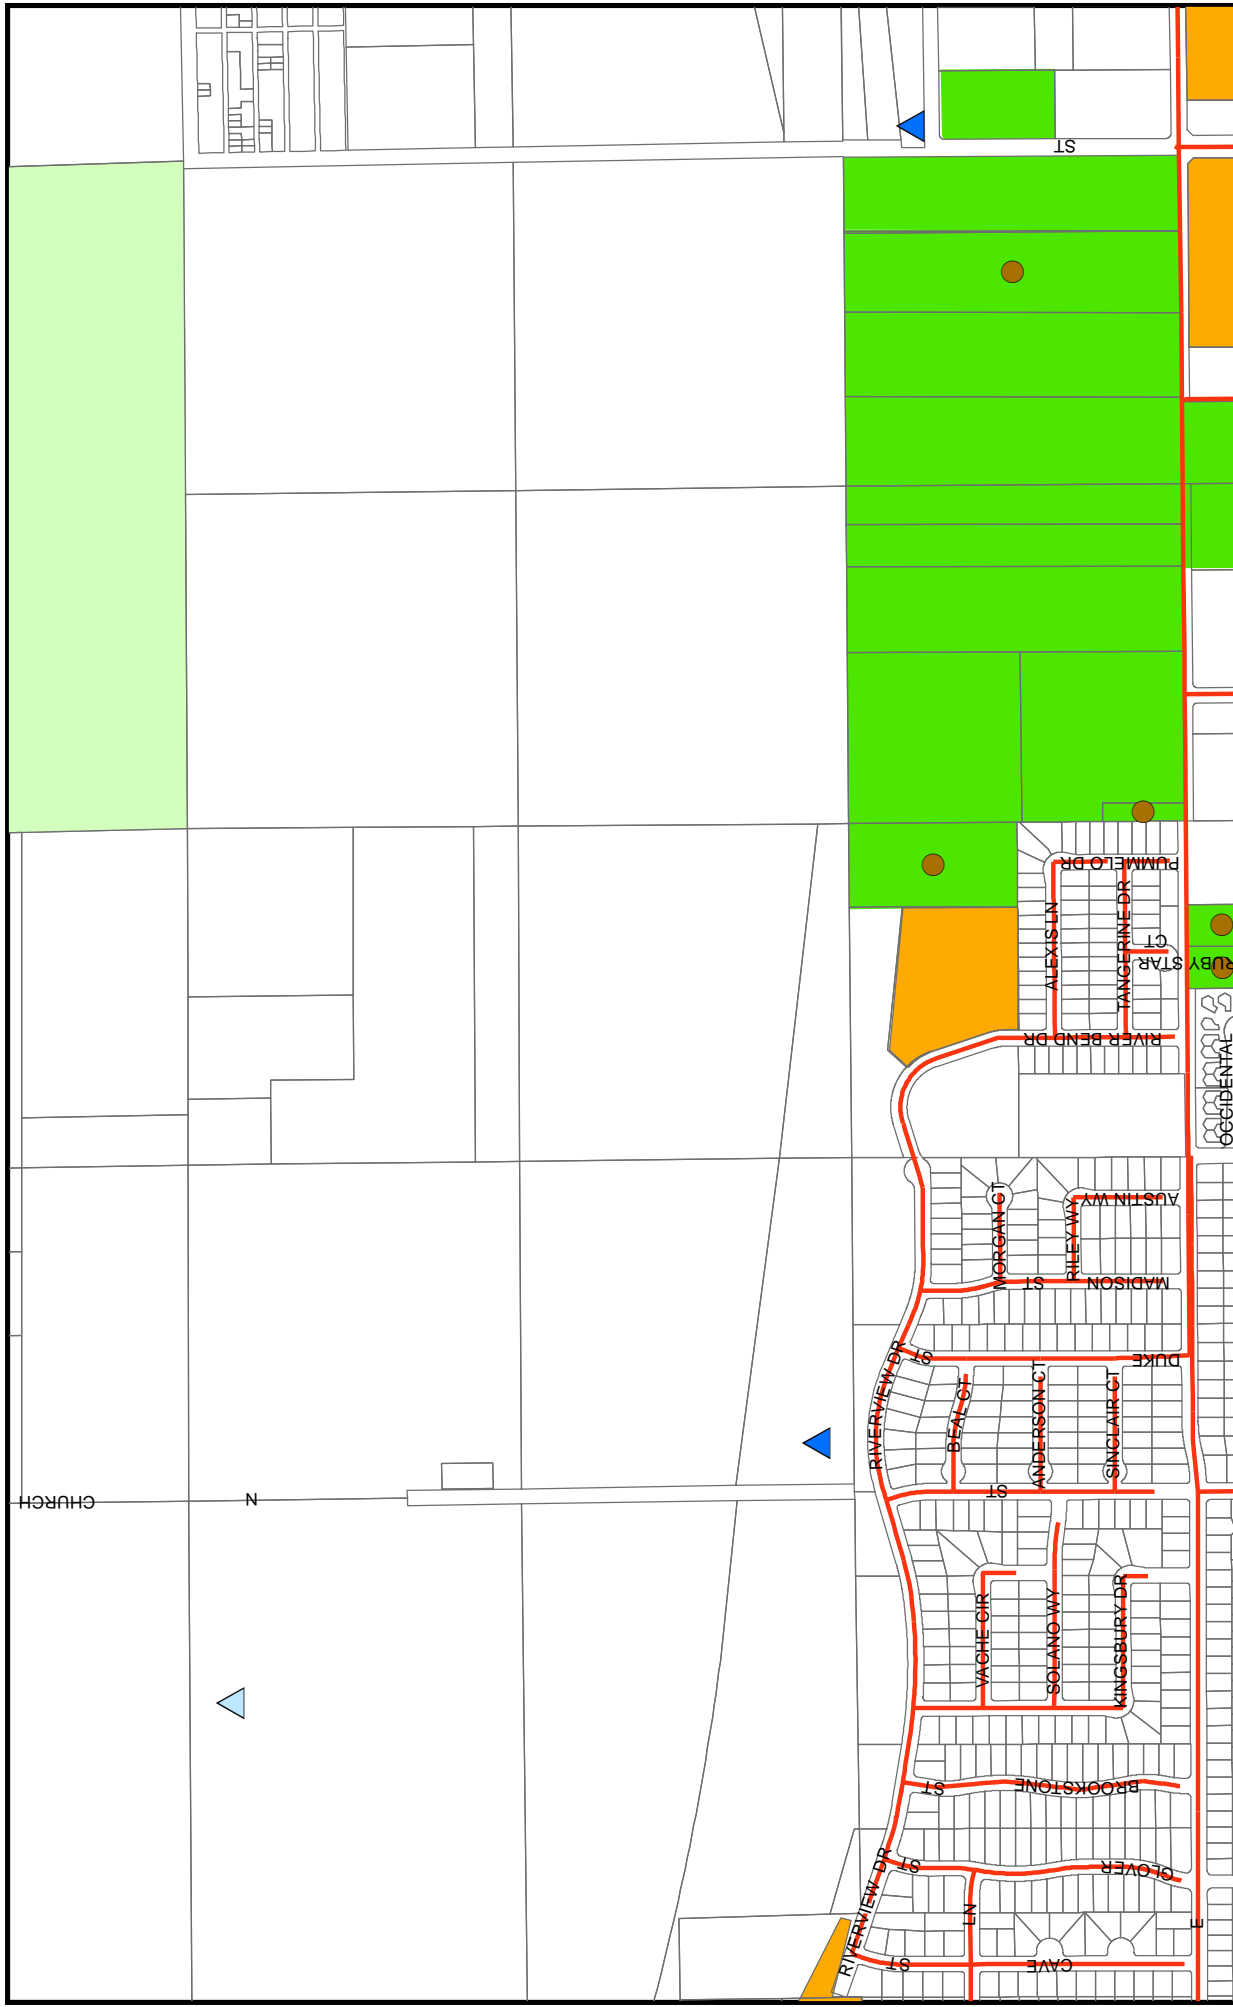 ST
PUMMELO DR
ALEXIS LN
TANGERINE DR
CT
RUBY STAR
RIVER BEND DR
OCCIDENTAL
MORGAN CT
RILEY WY
AUSTIN WY
MADISON ST
RIVERVIEW DR
DUKE ST
BEAL CT
ANDERSON CT
SINCLAIR CT
ST
N CHURCH
VACHE CIR
SOLANO WY
KINGSBURY DR
BROOKSTONE ST
RIVERVIEW DR
GLOVER ST
LN
E
CAVE ST